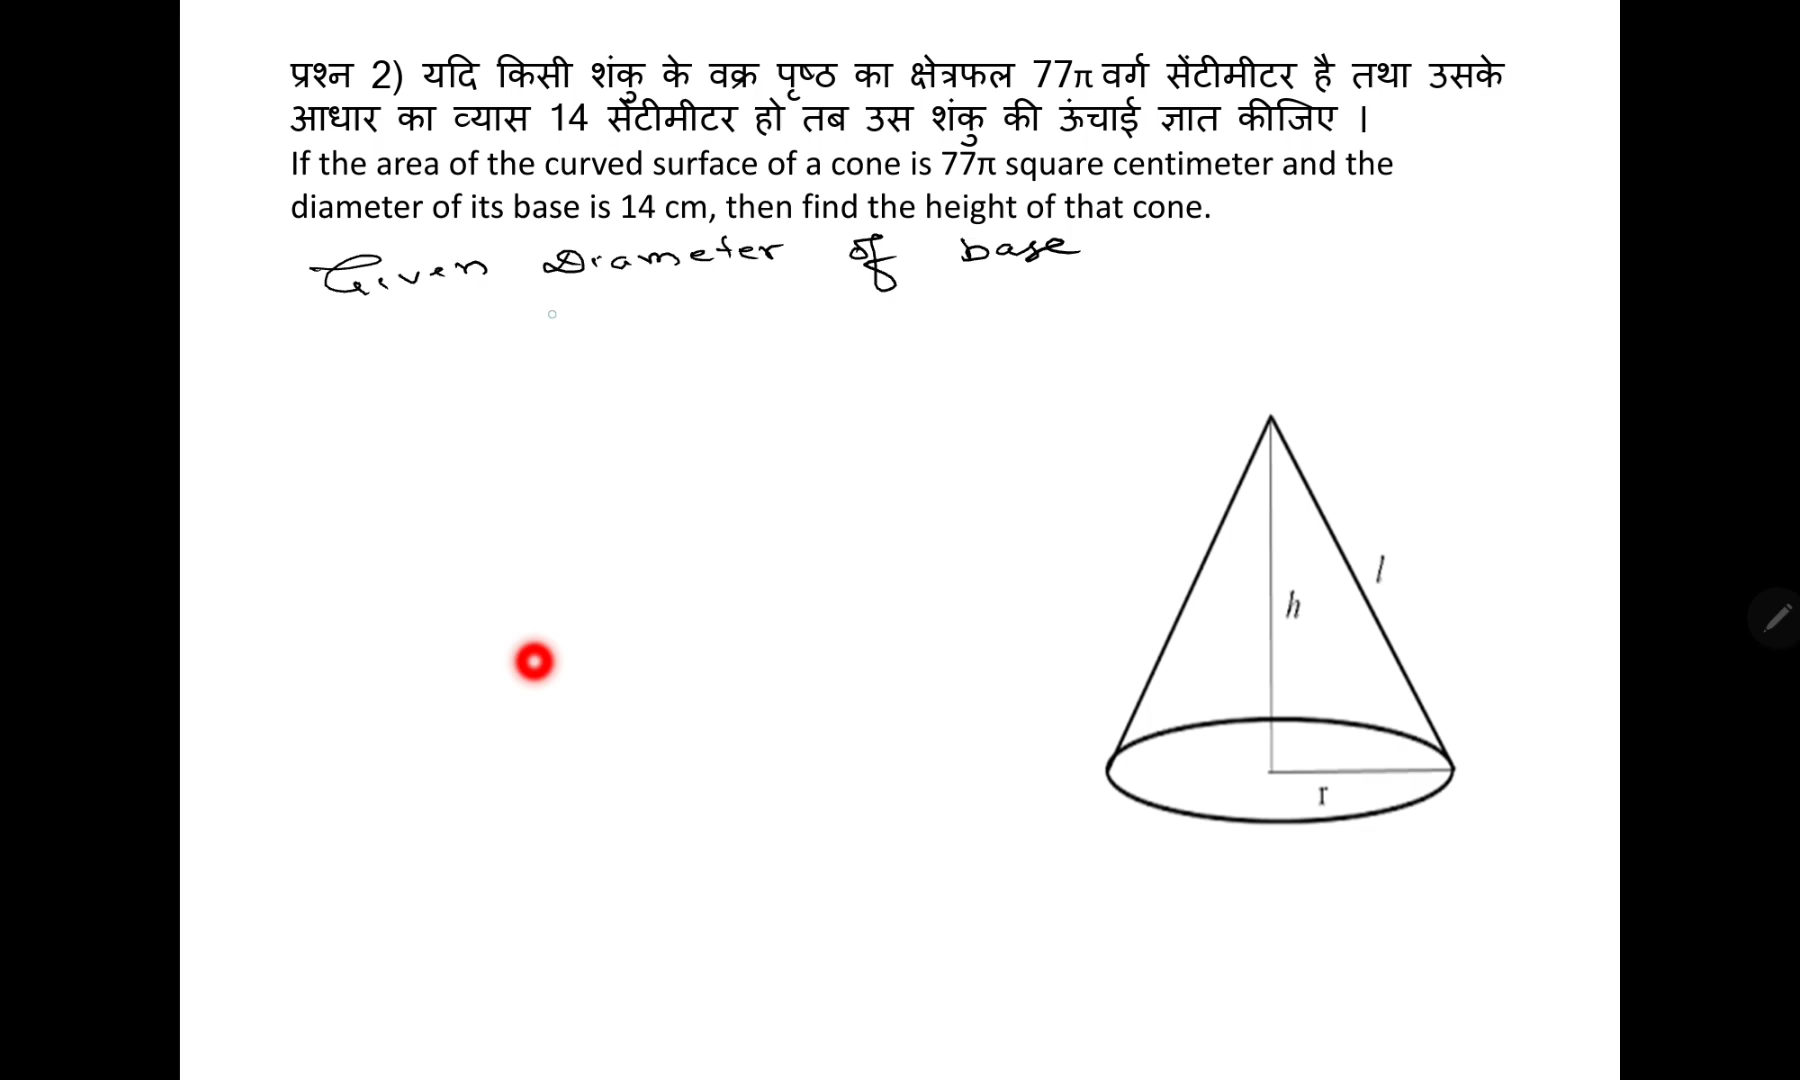 प्रश्न 2) यदि किसी शंकु के वक्र पृष्ठ का क्षेत्रफल 77π वर्ग सेंटीमीटर है तथा उसके
आधार का व्यास 14 सेंटीमीटर हो तब उस शंकु की ऊंचाई ज्ञात कीजिए ।
If the area of the curved surface of a cone is 77π square centimeter and the
diameter of its base is 14 cm, then find the height of that cone.
Given Diameter of base
l
h
r